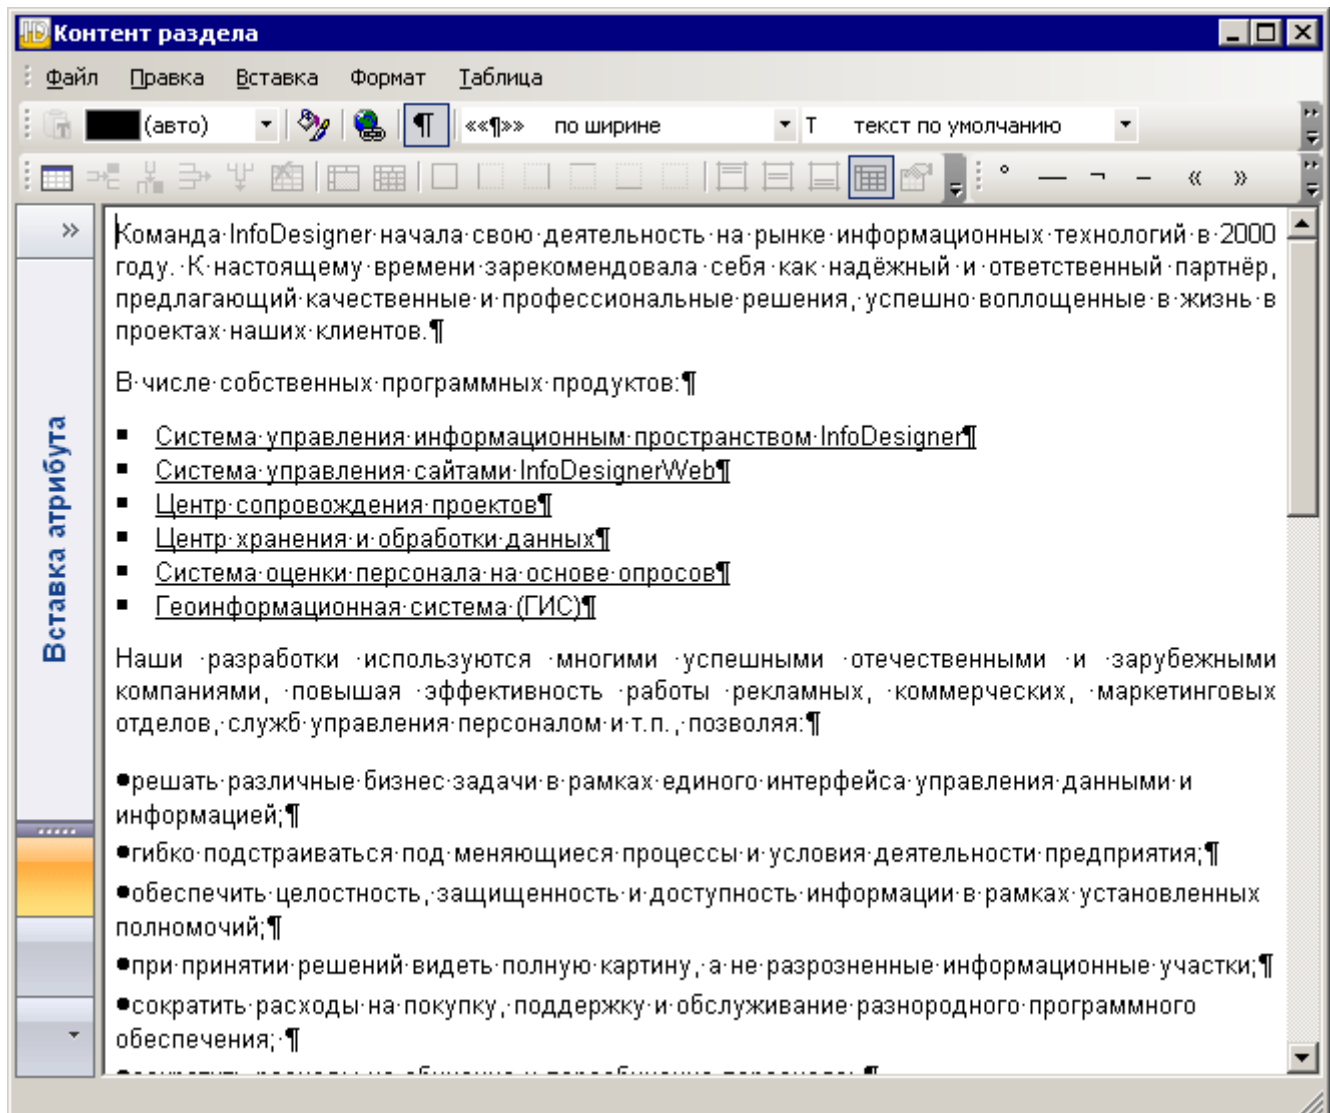 Контент раздела
Файл Правка Вставка Формат Таблица
(авто) ¶ ««¶»» по ширине T текст по умолчанию
° — ¬ – « »
»
Вставка атрибута
Команда·InfoDesigner·начала·свою·деятельность·на·рынке·информационных·технологий·в·2000
году.·К·настоящему·времени·зарекомендовала·себя·как·надёжный·и·ответственный·партнёр,
предлагающий·качественные·и·профессиональные·решения,·успешно·воплощенные·в·жизнь·в
проектах·наших·клиентов.¶
В·числе·собственных·программных·продуктов:¶
▪ Система·управления·информационным·пространством·InfoDesigner¶
▪ Система·управления·сайтами·InfoDesignerWeb¶
▪ Центр·сопровождения·проектов¶
▪ Центр·хранения·и·обработки·данных¶
▪ Система·оценки·персонала·на·основе·опросов¶
▪ Геоинформационная·система·(ГИС)¶
Наши·разработки·используются·многими·успешными·отечественными·и·зарубежными
компаниями,·повышая·эффективность·работы·рекламных,·коммерческих,·маркетинговых
отделов,·служб·управления·персоналом·и·т.п.,·позволяя:¶
●решать·различные·бизнес·задачи·в·рамках·единого·интерфейса·управления·данными·и
информацией;¶
●гибко·подстраиваться·под·меняющиеся·процессы·и·условия·деятельности·предприятия;¶
●обеспечить·целостность,·защищенность·и·доступность·информации·в·рамках·установленных
полномочий;¶
●при·принятии·решений·видеть·полную·картину,·а·не·разрозненные·информационные·участки;¶
●сократить·расходы·на·покупку,·поддержку·и·обслуживание·разнородного·программного
обеспечения;·¶